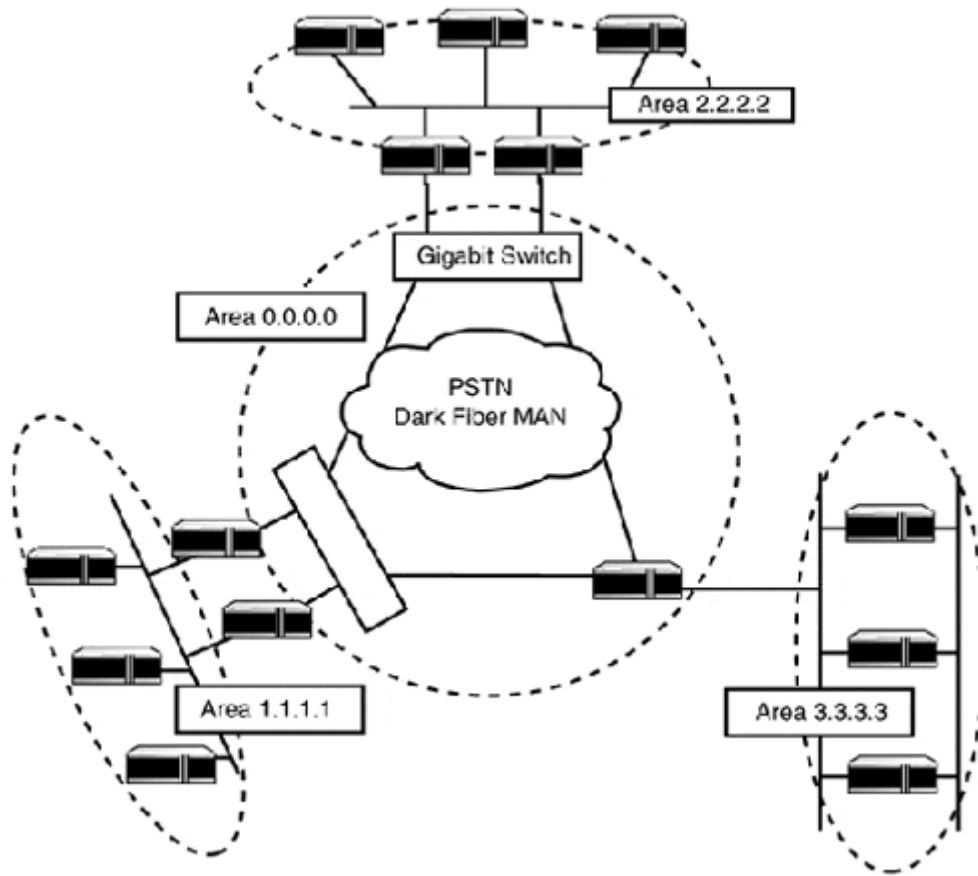 Area 2.2.2.2
Gigabit Switch
Area 0.0.0.0
PSTN
Dark Fiber MAN
Area 1.1.1.1
Area 3.3.3.3